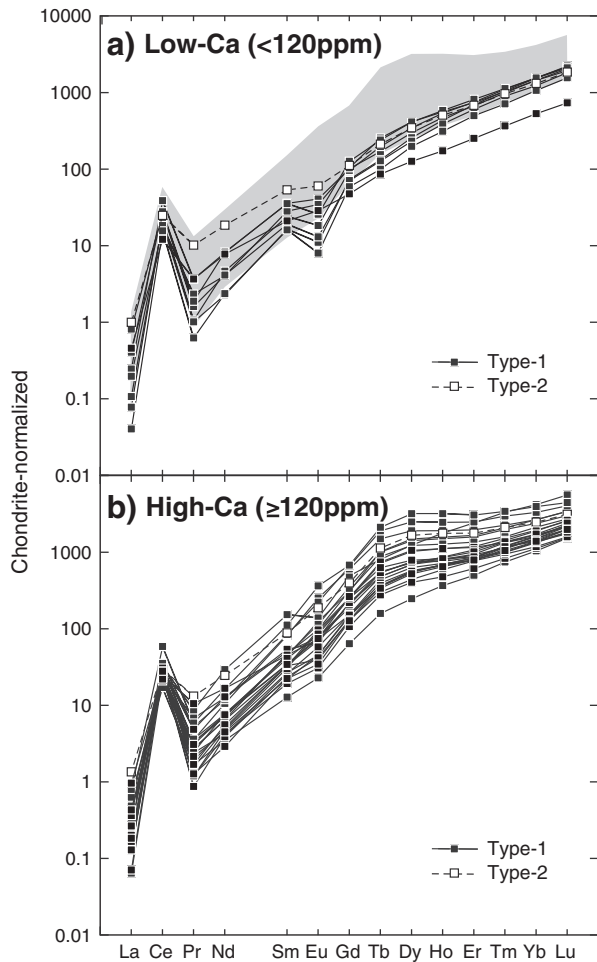 10000
a) Low-Ca (<120ppm)
1000
100
10
1
0.1
0.01
Type-1
Type-2
Chondrite-normalized
b) High-Ca (≥120ppm)
1000
100
10
1
0.1
0.01
Type-1
Type-2
La Ce Pr Nd Sm Eu Gd Tb Dy Ho Er Tm Yb Lu